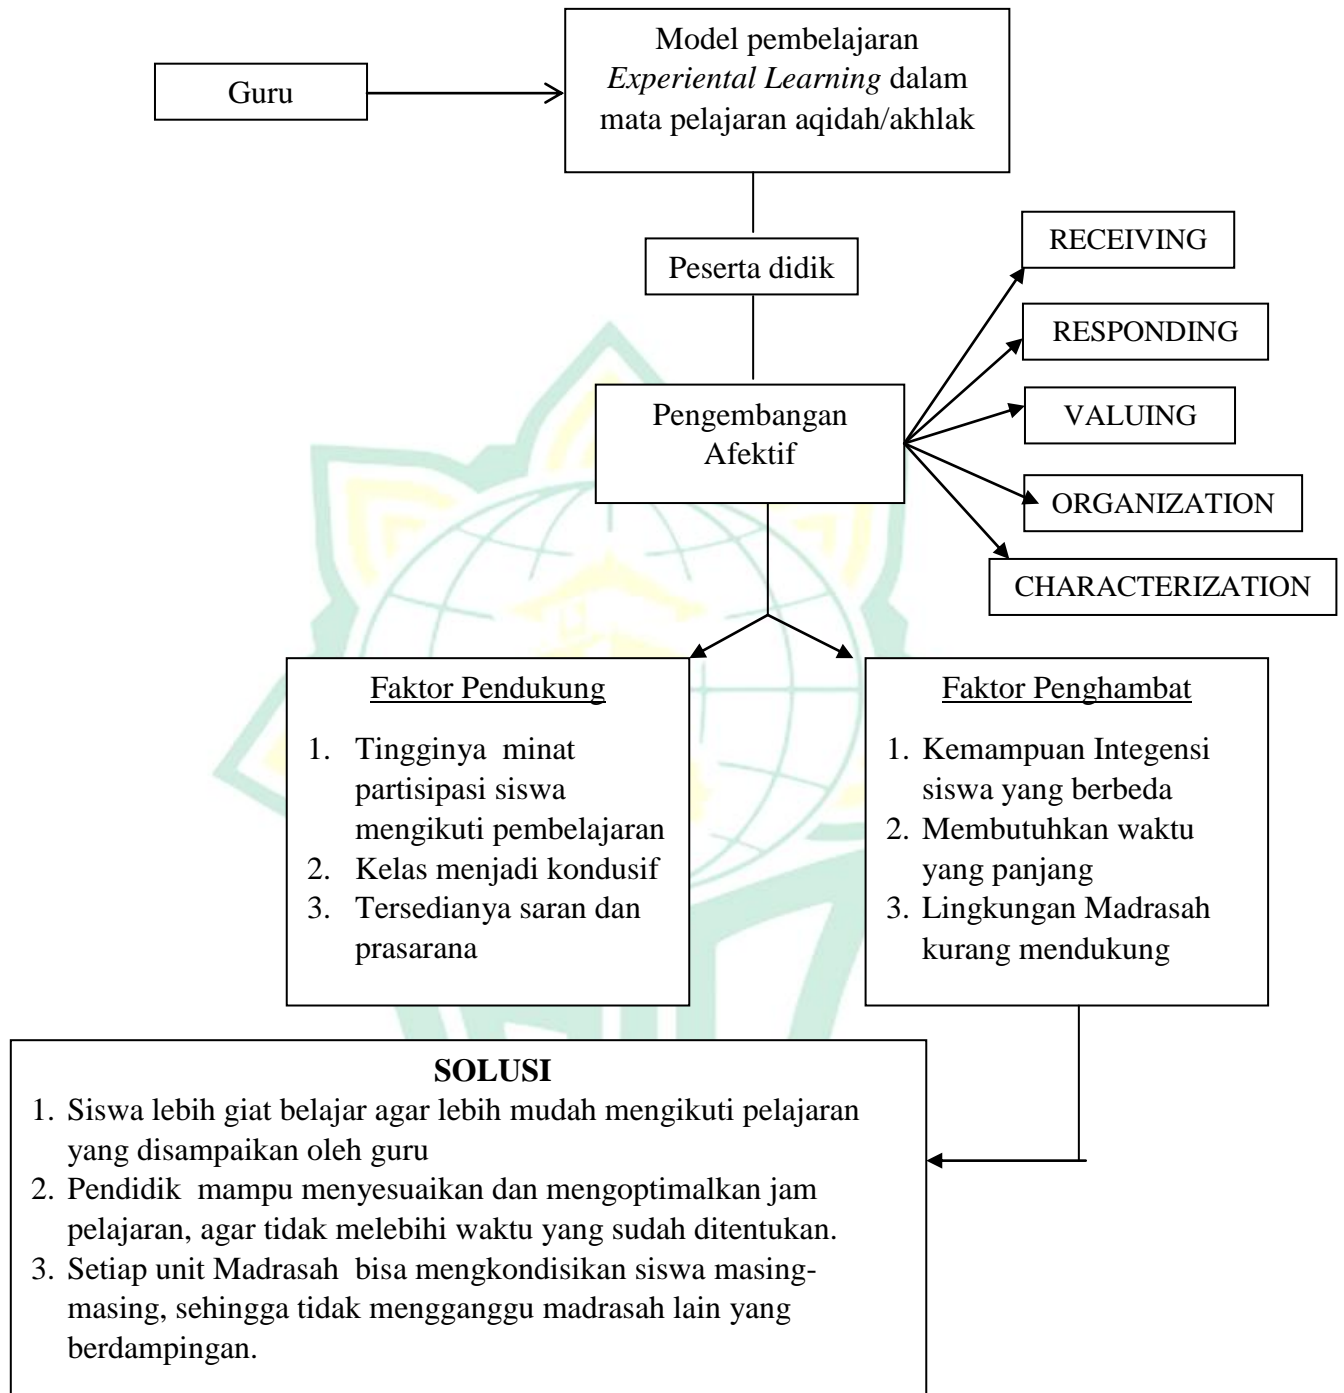 Model pembelajaran
Experiental Learning dalam
mata pelajaran aqidah/akhlak
Guru
Peserta didik
Pengembangan
Afektif
RECEIVING
RESPONDING
VALUING
ORGANIZATION
CHARACTERIZATION
Faktor Pendukung
1. Tingginya minat
partisipasi siswa
mengikuti pembelajaran
2. Kelas menjadi kondusif
3. Tersedianya saran dan
prasarana
Faktor Penghambat
1. Kemampuan Integensi
siswa yang berbeda
2. Membutuhkan waktu
yang panjang
3. Lingkungan Madrasah
kurang mendukung
SOLUSI
1. Siswa lebih giat belajar agar lebih mudah mengikuti pelajaran
yang disampaikan oleh guru
2. Pendidik mampu menyesuaikan dan mengoptimalkan jam
pelajaran, agar tidak melebihi waktu yang sudah ditentukan.
3. Setiap unit Madrasah bisa mengkondisikan siswa masing-
masing, sehingga tidak mengganggu madrasah lain yang
berdampingan.